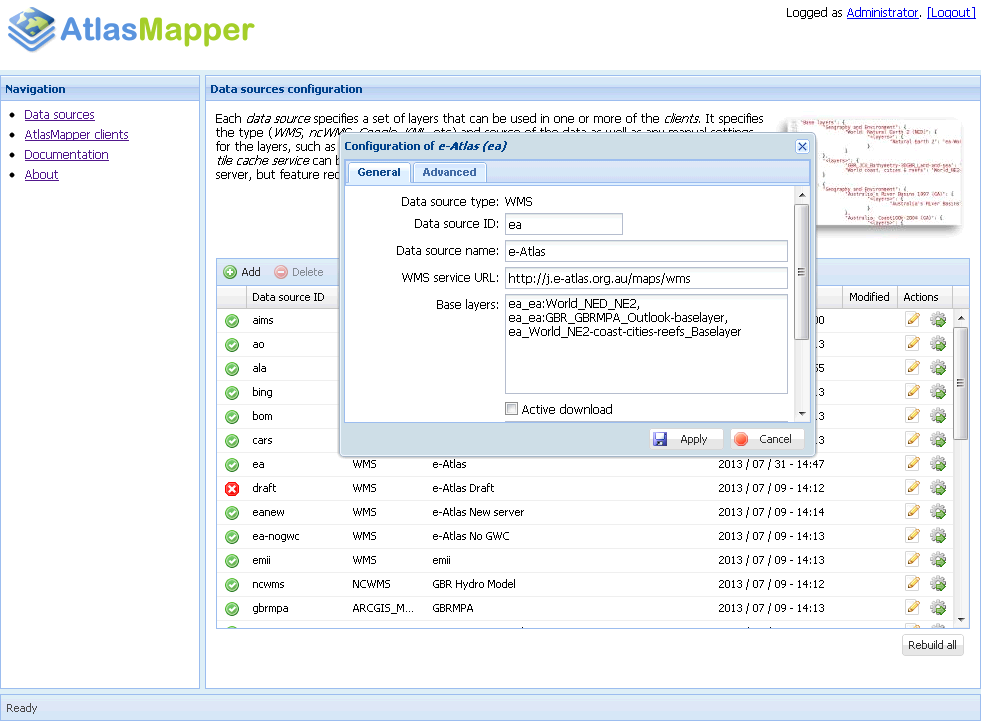 AtlasMapper
Logged as Administrator. [Logout]
Navigation
Data sources
AtlasMapper clients
Documentation
About
Data sources configuration
Each data source specifies a set of layers that can be used in one or more of the clients. It specifies
the type (WMS, ncWMS, Google, KML, etc) and source of the data as well as any manual settings
for the layers, such as
tile cache service can b
server, but feature rec
"Base layers": {
Configuration of e-Atlas (ea)
General
Advanced
Data source type: WMS
Data source ID: ea
Data source name: e-Atlas
WMS service URL: http://j.e-atlas.org.au/maps/wms
Base layers: ea_ea:World_NED_NE2,
ea_ea:GBR_GBRMPA_Outlook-baselayer,
ea_World_NE2-coast-cities-reefs_Baselayer
Active download
Apply
Cancel
Add
Delete
Data source ID
Modified
Actions
aims
ao
ala
bing
bom
cars
ea WMS e-Atlas 2013 / 07 / 31 - 14:47
draft WMS e-Atlas Draft 2013 / 07 / 09 - 14:12
eanew WMS e-Atlas New server 2013 / 07 / 09 - 14:14
ea-nogwc WMS e-Atlas No GWC 2013 / 07 / 09 - 14:13
emii WMS emii 2013 / 07 / 09 - 14:13
ncwms NCWMS GBR Hydro Model 2013 / 07 / 09 - 14:12
gbrmpa ARCGIS_M... GBRMPA 2013 / 07 / 09 - 14:13
Rebuild all
Ready